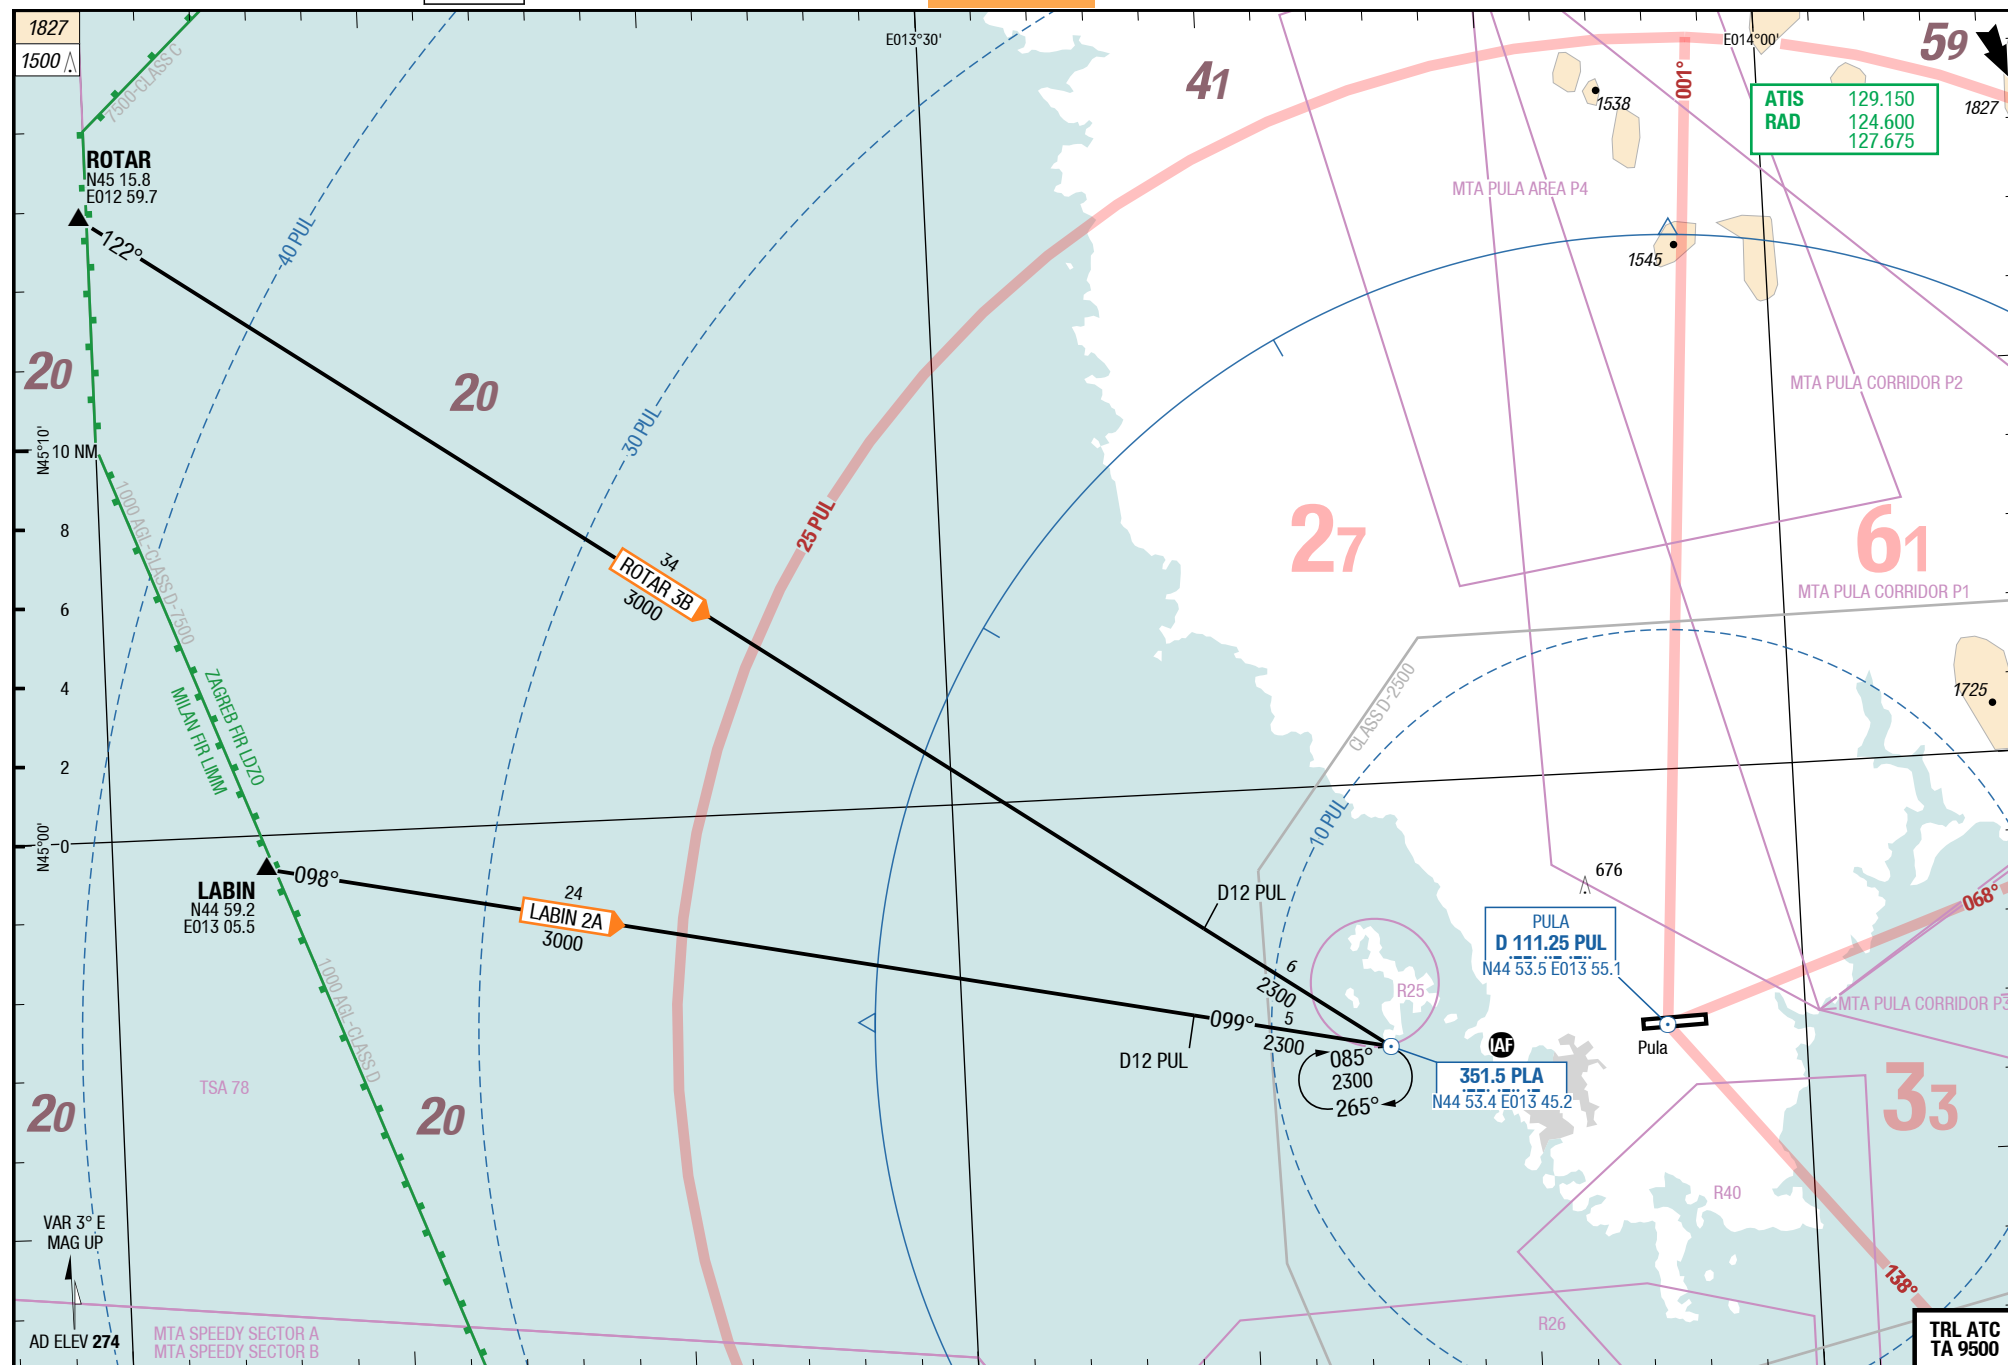 1827
1500
7500-CLASS C
ROTAR
N45 15.8
E012 59.7
122°
40 PUL
E013°30'
41
E014°00'
59
001°
1538
ATIS 129.150
RAD 124.600
127.675
1827
MTA PULA AREA P4
1545
20
20
30 PUL
MTA PULA CORRIDOR P2
N45°10'
10 NM
8
6
4
2
0
1000 AGL-CLASS D-7500
25 PUL
27
61
MTA PULA CORRIDOR P1
34
ROTAR 3B
3000
ZAGREB FIR LDZO
MILAN FIR LIMM
CLASS D-2500
1725
10 PUL
N45°00'
098°
LABIN
N44 59.2
E013 05.5
24
LABIN 2A
3000
D12 PUL
676
068°
PULA
D 111.25 PUL
N44 53.5 E013 55.1
6
2300
R25
MTA PULA CORRIDOR P3
1000 AGL-CLASS D
099°
5
2300
D12 PUL
IAF
Pula
085°
2300
265°
351.5 PLA
N44 53.4 E013 45.2
TSA 78
20
20
33
R40
VAR 3° E
MAG UP
138°
AD ELEV 274
MTA SPEEDY SECTOR A
MTA SPEEDY SECTOR B
R26
TRL ATC
TA 9500